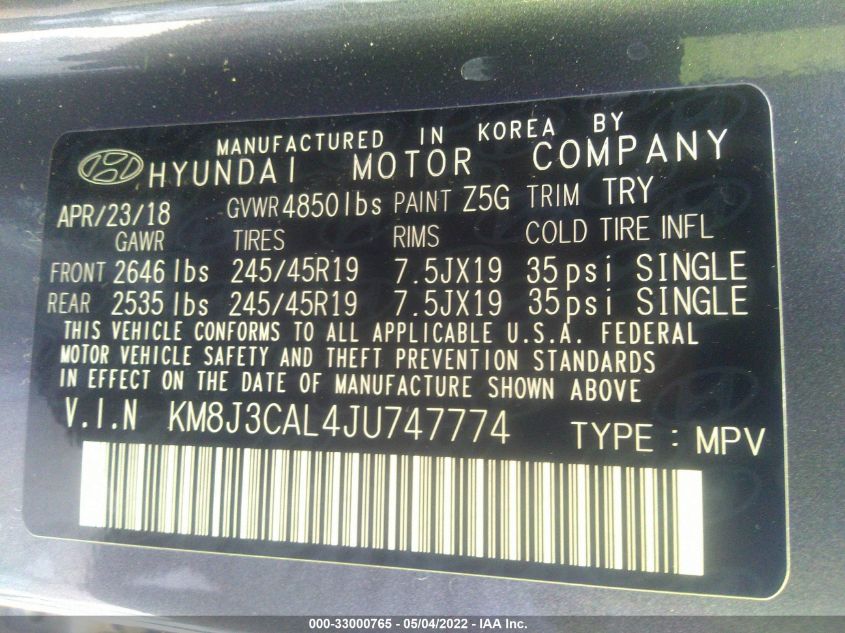 MANUFACTURED IN KOREA BY
HYUNDAI MOTOR COMPANY
APR/23/18 GVWR 4850lbs PAINT Z5G TRIM TRY
GAWR TIRES RIMS COLD TIRE INFL
FRONT 2646 lbs 245/45R19 7.5JX19 35psi SINGLE
REAR 2535 lbs 245/45R19 7.5JX19 35psi SINGLE
THIS VEHICLE CONFORMS TO ALL APPLICABLE U.S.A. FEDERAL
MOTOR VEHICLE SAFETY AND THEFT PREVENTION STANDARDS
IN EFFECT ON THE DATE OF MANUFACTURE SHOWN ABOVE
V.I.N KM8J3CAL4JU747774 TYPE : MPV
000-33000765 - 05/04/2022 - IAA Inc.